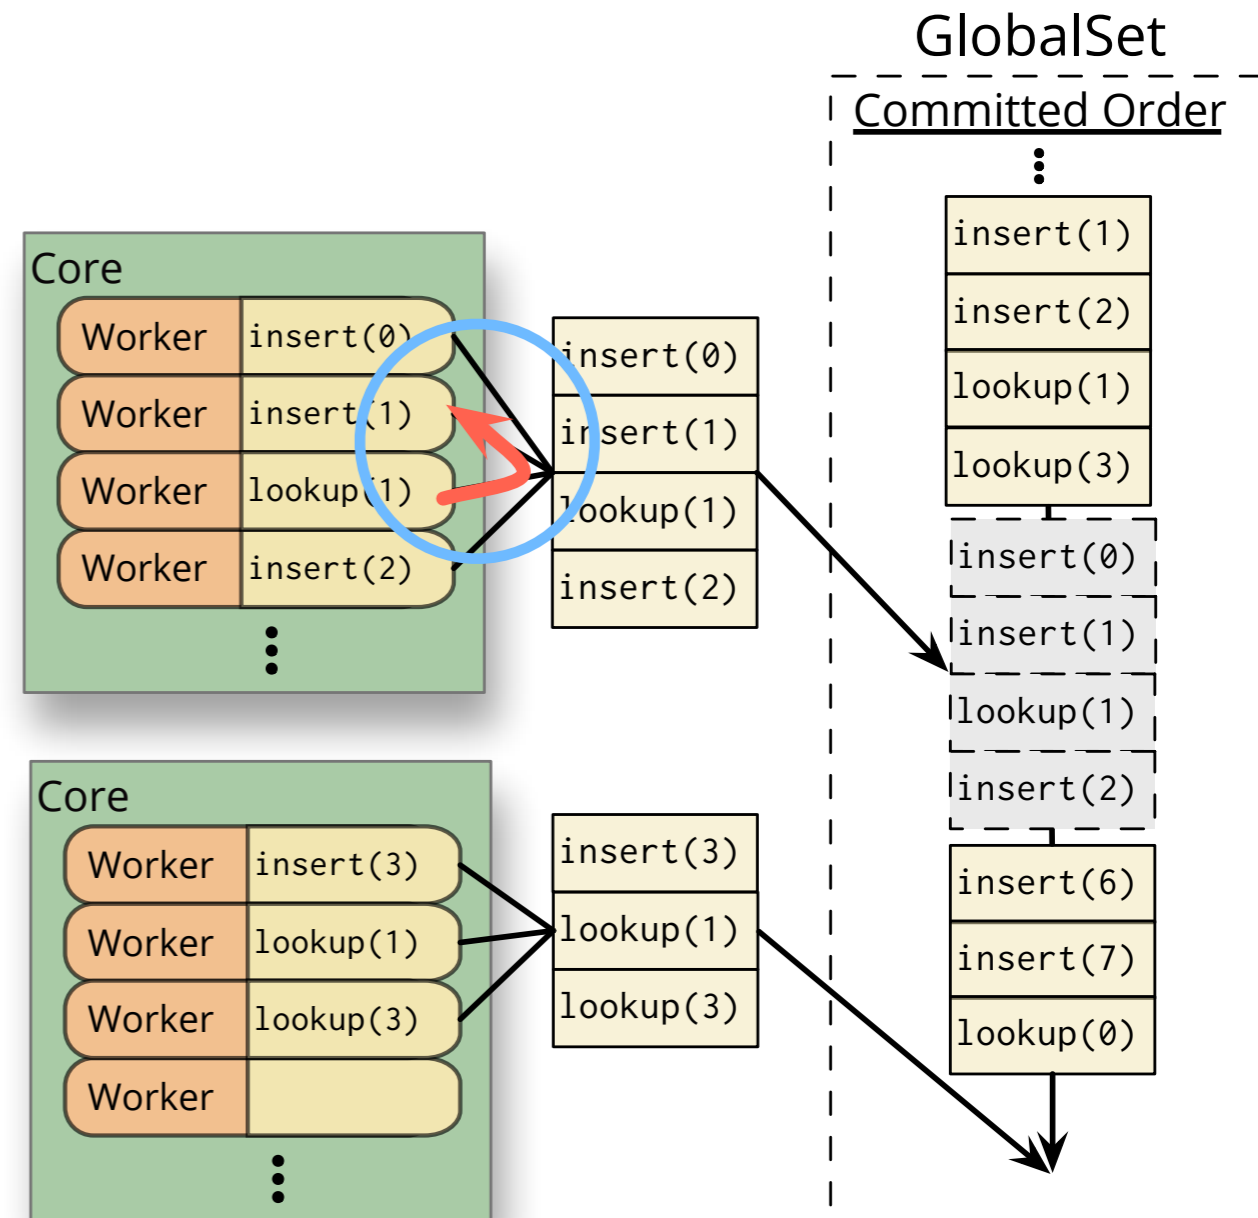 GlobalSet
Committed Order
insert(1)
insert(2)
lookup(1)
lookup(3)
insert(0)
insert(1)
lookup(1)
insert(2)
insert(6)
insert(7)
lookup(0)
Core
Worker insert(0)
Worker insert(1)
Worker lookup(1)
Worker insert(2)
insert(0)
insert(1)
lookup(1)
insert(2)
Core
Worker insert(3)
Worker lookup(1)
Worker lookup(3)
Worker
insert(3)
lookup(1)
lookup(3)